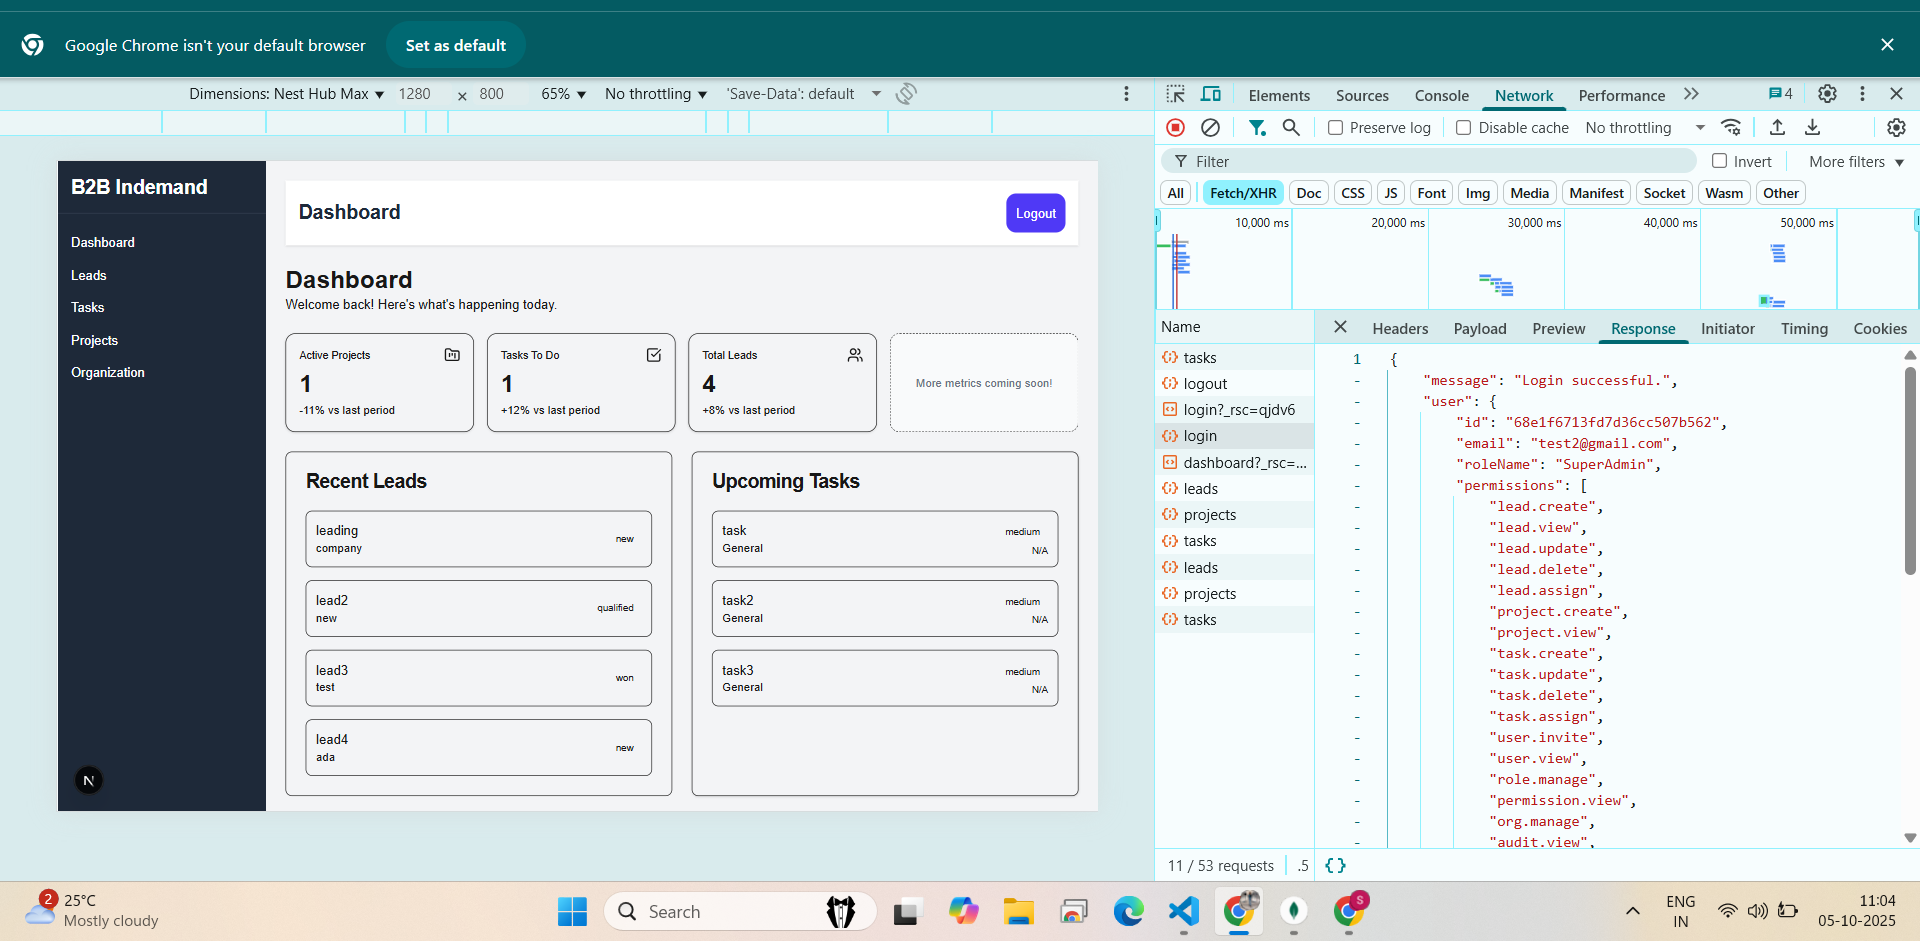 Google Chrome isn't your default browser
Set as default
Dimensions: Nest Hub Max ▼ 1280 × 800 65% ▼ No throttling ▼ 'Save-Data': default
Elements Sources Console Network Performance 4
Preserve log Disable cache No throttling
Filter Invert More filters
All Fetch/XHR Doc CSS JS Font Img Media Manifest Socket Wasm Other
10,000 ms 20,000 ms 30,000 ms 40,000 ms 50,000 ms
B2B Indemand
Dashboard
Leads
Tasks
Projects
Organization
N
Dashboard
Logout
Dashboard
Welcome back! Here's what's happening today.
Active Projects
1
-11% vs last period
Tasks To Do
1
+12% vs last period
Total Leads
4
+8% vs last period
More metrics coming soon!
Recent Leads
leading
company
new
lead2
new
qualified
lead3
test
won
lead4
ada
new
Upcoming Tasks
task
General
medium
N/A
task2
General
medium
N/A
task3
General
medium
N/A
Name
tasks
logout
login?_rsc=qjdv6
login
dashboard?_rsc=...
leads
projects
tasks
leads
projects
tasks
Headers Payload Preview Response Initiator Timing Cookies
1 {
- "message": "Login successful.",
- "user": {
- "id": "68e1f6713fd7d36cc507b562",
- "email": "test2@gmail.com",
- "roleName": "SuperAdmin",
- "permissions": [
- "lead.create",
- "lead.view",
- "lead.update",
- "lead.delete",
- "lead.assign",
- "project.create",
- "project.view",
- "task.create",
- "task.update",
- "task.delete",
- "task.assign",
- "user.invite",
- "user.view",
- "role.manage",
- "permission.view",
- "org.manage",
- "audit.view",
11 / 53 requests .5 {}
2
25°C
Mostly cloudy
Search
S
ENG
IN
11:04
05-10-2025